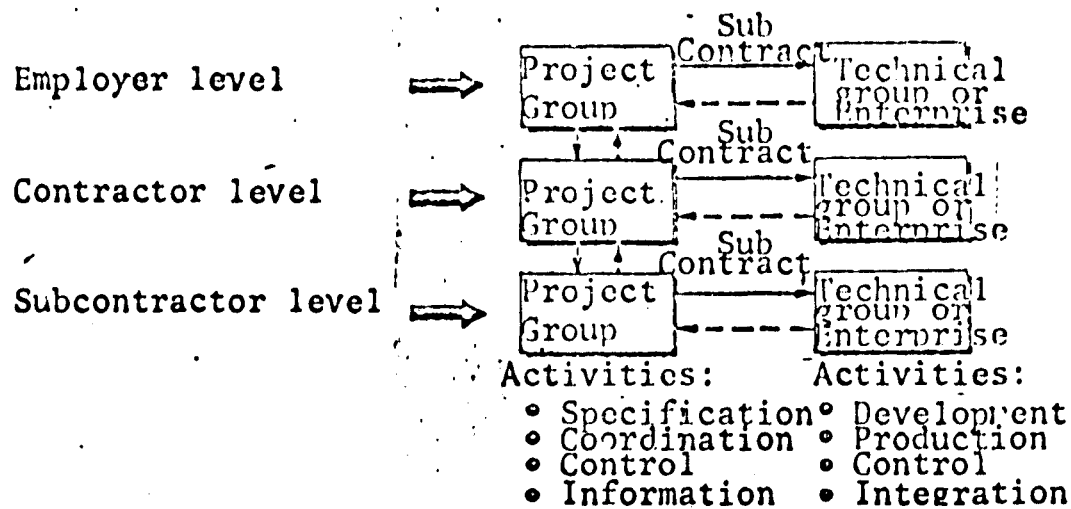 Sub
Contract
Employer level
Project
Group
Technical
group or
Enterprise
Sub
Contract
Contractor level
Project
Group
Technical
group or
Enterprise
Sub
Contract
Subcontractor level
Project
Group
Technical
group or
Enterprise
Activities:
• Specification
• Coordination
• Control
• Information
Activities:
• Development
• Production
• Control
• Integration